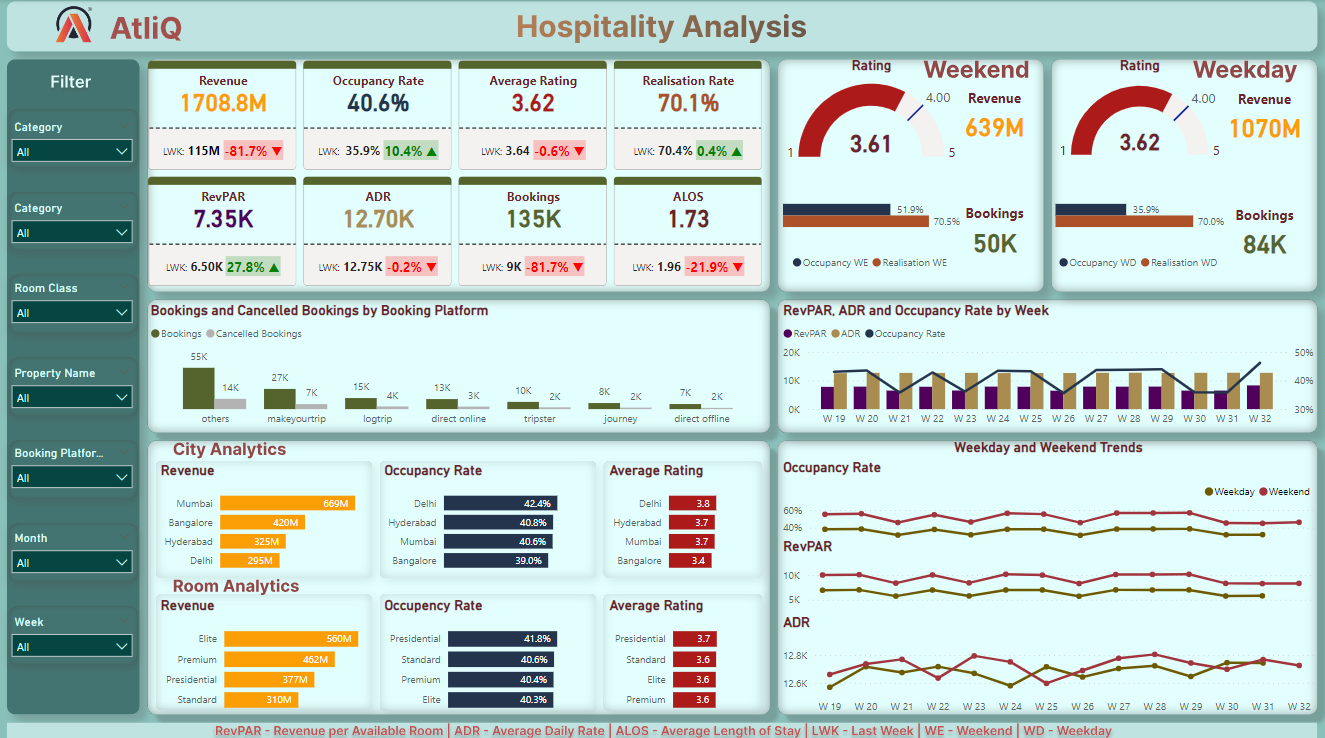 AtliQ
Hospitality Analysis
Filter
Category
All
Category
All
Room Class
All
Property Name
All
Booking Platfor...
All
Month
All
Week
All
Revenue
1708.8M
LWK: 115M -81.7% ▼
Occupancy Rate
40.6%
LWK: 35.9% 10.4% ▲
Average Rating
3.62
LWK: 3.64 -0.6% ▼
Realisation Rate
70.1%
LWK: 70.4% 0.4% ▲
RevPAR
7.35K
LWK: 6.50K 27.8% ▲
ADR
12.70K
LWK: 12.75K -0.2% ▼
Bookings
135K
LWK: 9K -81.7% ▼
ALOS
1.73
LWK: 1.96 -21.9% ▼
Rating
Weekend
4.00
1
3.61
5
Revenue
639M
51.9%
70.5%
Bookings
50K
Occupancy WE Realisation WE
Rating
Weekday
4.00
1
3.62
5
Revenue
1070M
35.9%
70.0%
Bookings
84K
Occupancy WD Realisation WD
Bookings and Cancelled Bookings by Booking Platform
Bookings Cancelled Bookings
55K 14K
27K 7K
15K 4K
13K 3K
10K 2K
8K 2K
7K 2K
others makeyourtrip logtrip direct online tripster journey direct offline
RevPAR, ADR and Occupancy Rate by Week
RevPAR ADR Occupancy Rate
20K 50%
10K 40%
0K 30%
W 19 W 20 W 21 W 22 W 23 W 24 W 25 W 26 W 27 W 28 W 29 W 30 W 31 W 32
City Analytics
Revenue
Mumbai 669M
Bangalore 420M
Hyderabad 325M
Delhi 295M
Occupancy Rate
Delhi 42.4%
Hyderabad 40.8%
Mumbai 40.6%
Bangalore 39.0%
Average Rating
Delhi 3.8
Hyderabad 3.7
Mumbai 3.7
Bangalore 3.4
Room Analytics
Revenue
Elite 560M
Premium 462M
Presidential 377M
Standard 310M
Occupancy Rate
Presidential 41.8%
Standard 40.6%
Premium 40.4%
Elite 40.3%
Average Rating
Presidential 3.7
Standard 3.6
Elite 3.6
Premium 3.6
Weekday and Weekend Trends
Occupancy Rate
Weekday Weekend
60%
40%
RevPAR
10K
5K
ADR
12.8K
12.6K
W 19 W 20 W 21 W 22 W 23 W 24 W 25 W 26 W 27 W 28 W 29 W 30 W 31 W 32
RevPAR - Revenue per Available Room | ADR - Average Daily Rate | ALOS - Average Length of Stay | LWK - Last Week | WE - Weekend | WD - Weekday